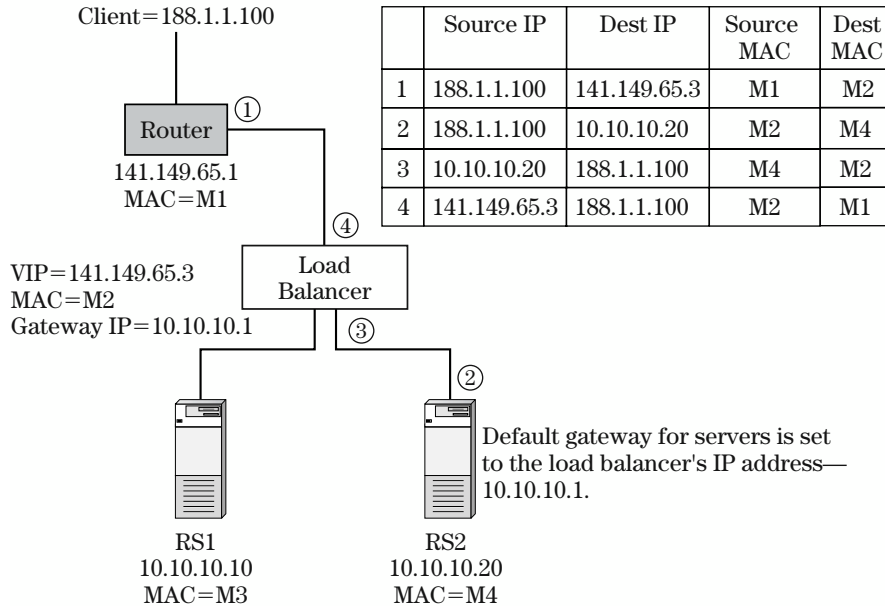 Client=188.1.1.100
Source IP Dest IP Source MAC Dest MAC
1 188.1.1.100 141.149.65.3 M1 M2
2 188.1.1.100 10.10.10.20 M2 M4
3 10.10.10.20 188.1.1.100 M4 M2
4 141.149.65.3 188.1.1.100 M2 M1
①
Router
141.149.65.1
MAC=M1
④
Load
Balancer
VIP=141.149.65.3
MAC=M2
Gateway IP=10.10.10.1
③
②
Default gateway for servers is set
to the load balancer's IP address—
10.10.10.1.
RS1
10.10.10.10
MAC=M3
RS2
10.10.10.20
MAC=M4